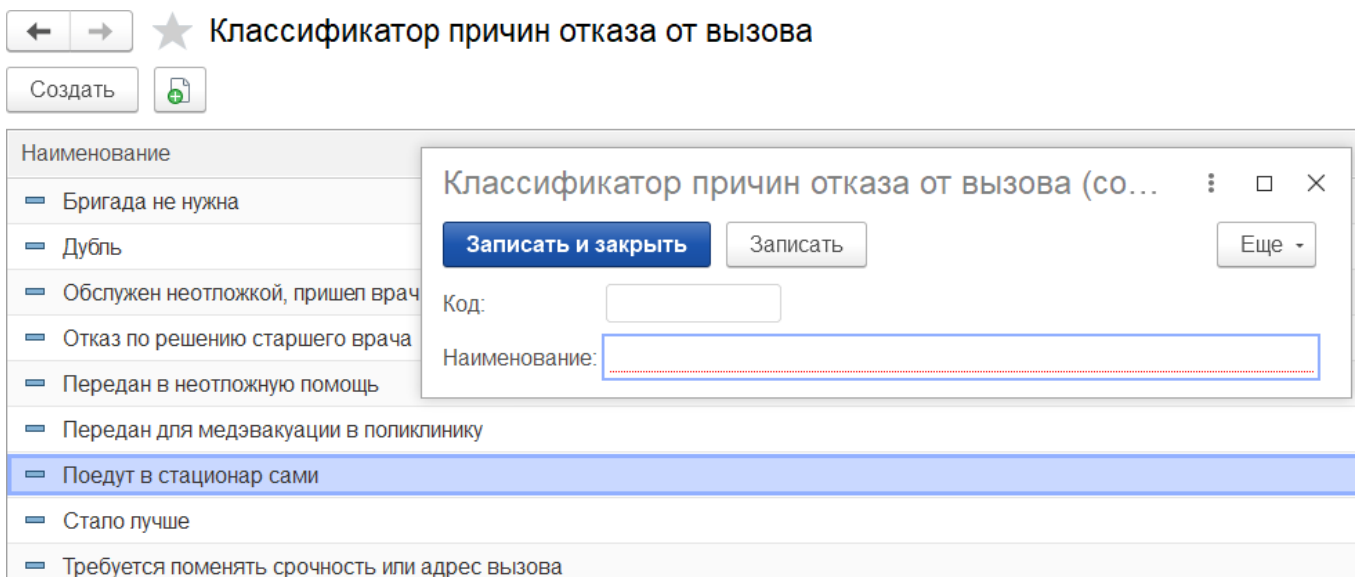 Классификатор причин отказа от вызова
Создать
Наименование
Бригада не нужна
Дубль
Обслужен неотложкой, пришел врач
Отказ по решению старшего врача
Передан в неотложную помощь
Передан для медэвакуации в поликлинику
Поедут в стационар сами
Стало лучше
Требуется поменять срочность или адрес вызова
Классификатор причин отказа от вызова (со...
Записать и закрыть Записать Еще
Код:
Наименование: